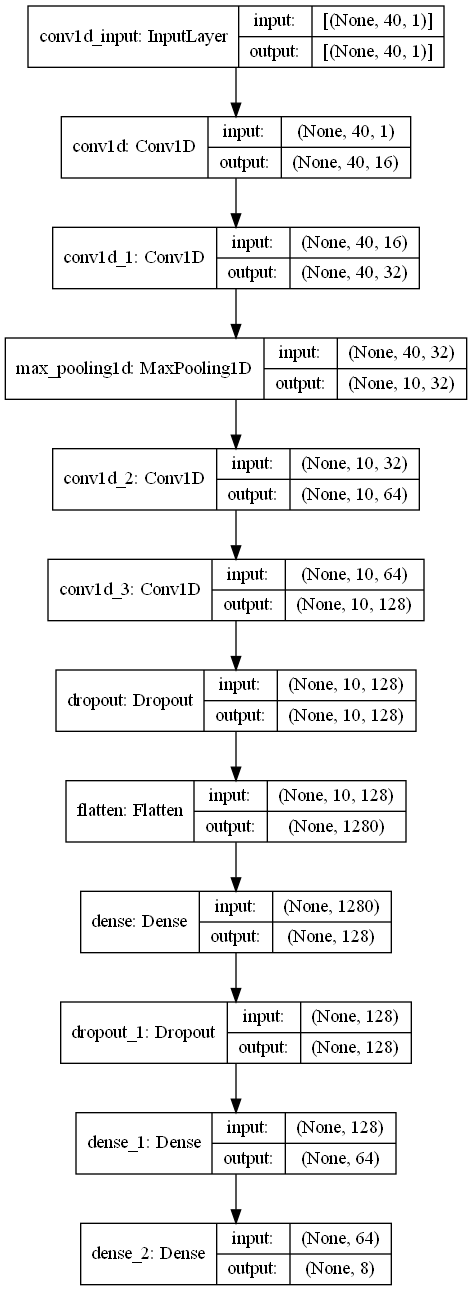 conv1d_input: InputLayer
input: [(None, 40, 1)]
output: [(None, 40, 1)]
conv1d: Conv1D
input: (None, 40, 1)
output: (None, 40, 16)
conv1d_1: Conv1D
input: (None, 40, 16)
output: (None, 40, 32)
max_pooling1d: MaxPooling1D
input: (None, 40, 32)
output: (None, 10, 32)
conv1d_2: Conv1D
input: (None, 10, 32)
output: (None, 10, 64)
conv1d_3: Conv1D
input: (None, 10, 64)
output: (None, 10, 128)
dropout: Dropout
input: (None, 10, 128)
output: (None, 10, 128)
flatten: Flatten
input: (None, 10, 128)
output: (None, 1280)
dense: Dense
input: (None, 1280)
output: (None, 128)
dropout_1: Dropout
input: (None, 128)
output: (None, 128)
dense_1: Dense
input: (None, 128)
output: (None, 64)
dense_2: Dense
input: (None, 64)
output: (None, 8)